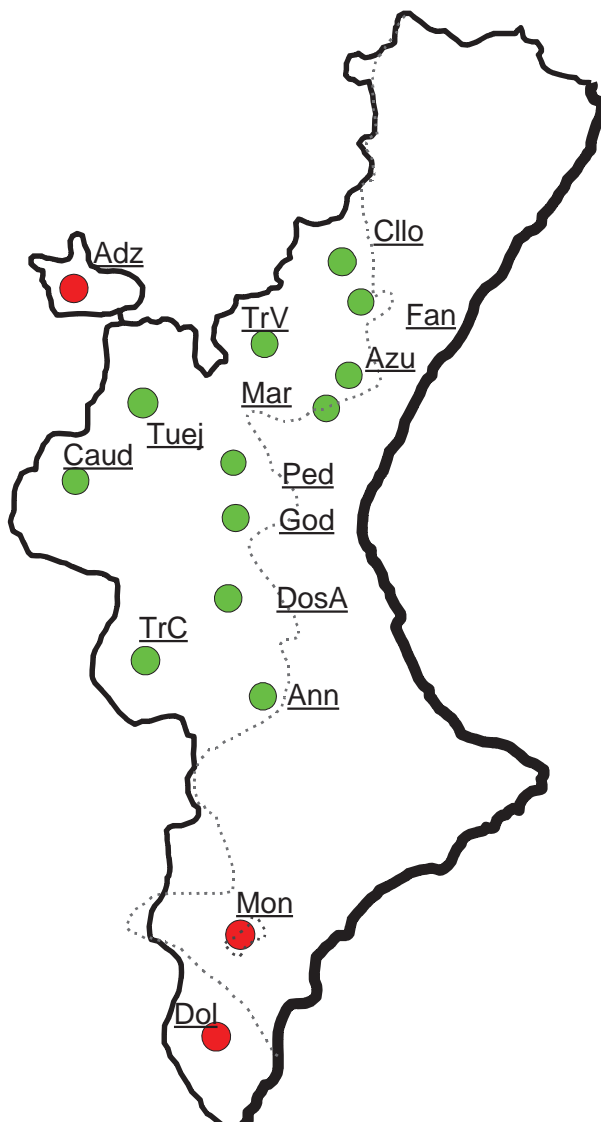 Cllo
Adz
Fan
TrV
Azu
Mar
Tuej
Caud
Ped
God
DosA
TrC
Ann
Mon
Dol